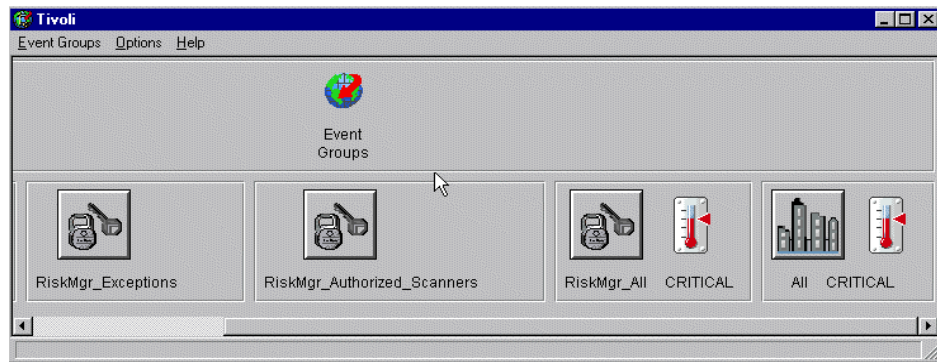 Tivoli
Event Groups Options Help
Event
Groups
RiskMgr_Exceptions
RiskMgr_Authorized_Scanners
RiskMgr_All CRITICAL
All CRITICAL